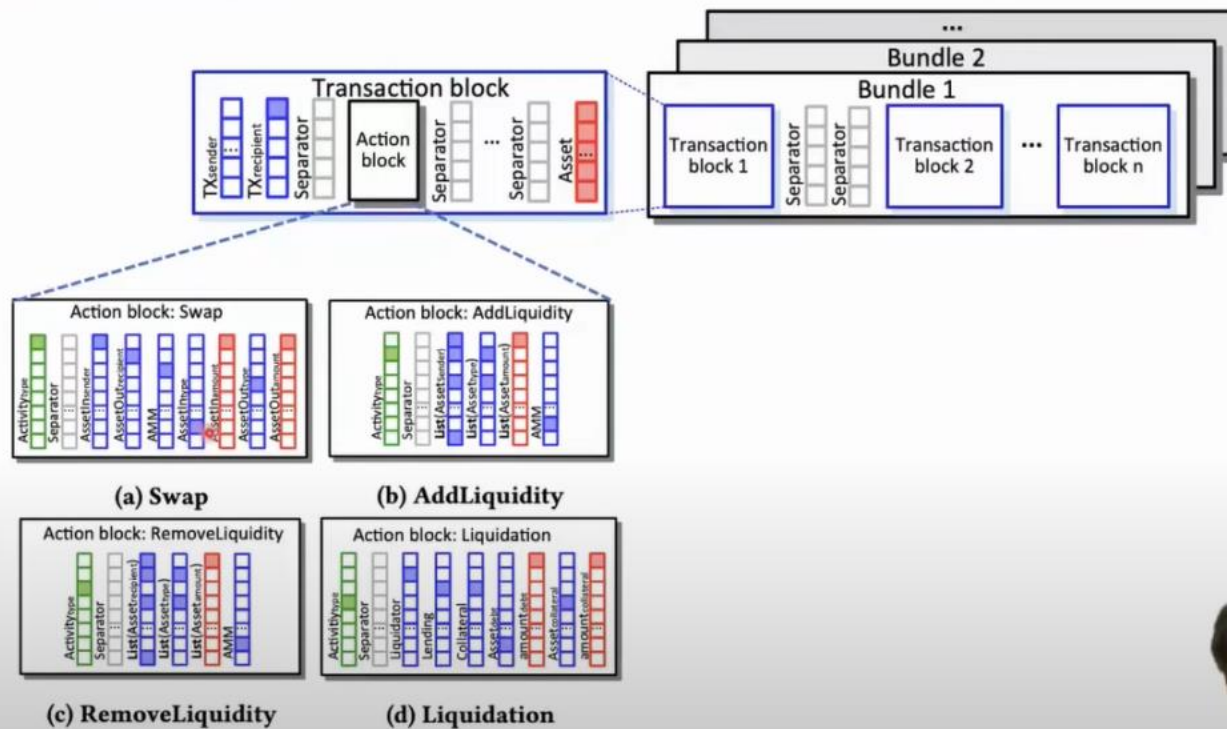 ...
Bundle 2
Bundle 1
Transaction block
TXsender
TXrecipient
Separator
Action
block
Separator
...
Separator
Asset
Transaction
block 1
Separator
Separator
Transaction
block 2
...
Transaction
block n
Action block: Swap
Activitytype
Separator
AssetInsender
AssetOutrecipient
AMM
AssetIntype
AssetInamount
AssetOuttype
AssetOutamount
(a) Swap
Action block: AddLiquidity
Activitytype
Separator
List(Assetsender)
List(Assettype)
List(Assetamount)
AMM
(b) AddLiquidity
Action block: RemoveLiquidity
Activitytype
Separator
List(Assetrecipient)
List(Assettype)
List(Assetamount)
AMM
(c) RemoveLiquidity
Action block: Liquidation
Activitiytype
Separator
Liquidator
Lending
Collateral
Assetdebt
amountdebt
Assetcollateral
amountcollateral
(d) Liquidation